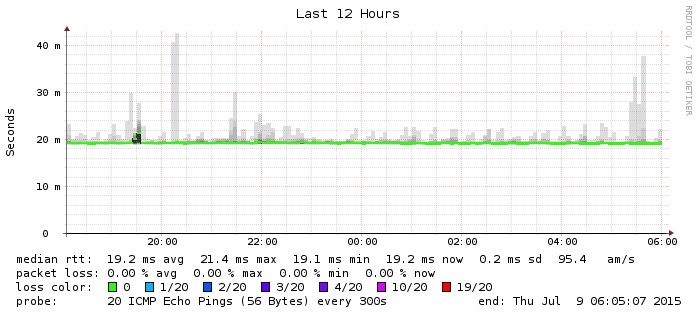 Last 12 Hours
RRDTOOL / TOBI OETIKER
Seconds
40 m
30 m
20 m
10 m
0
20:00 22:00 00:00 02:00 04:00 06:00
median rtt: 19.2 ms avg 21.4 ms max 19.1 ms min 19.2 ms now 0.2 ms sd 95.4 am/s
packet loss: 0.00 % avg 0.00 % max 0.00 % min 0.00 % now
loss color: 0 1/20 2/20 3/20 4/20 10/20 19/20
probe: 20 ICMP Echo Pings (56 Bytes) every 300s end: Thu Jul 9 06:05:07 2015